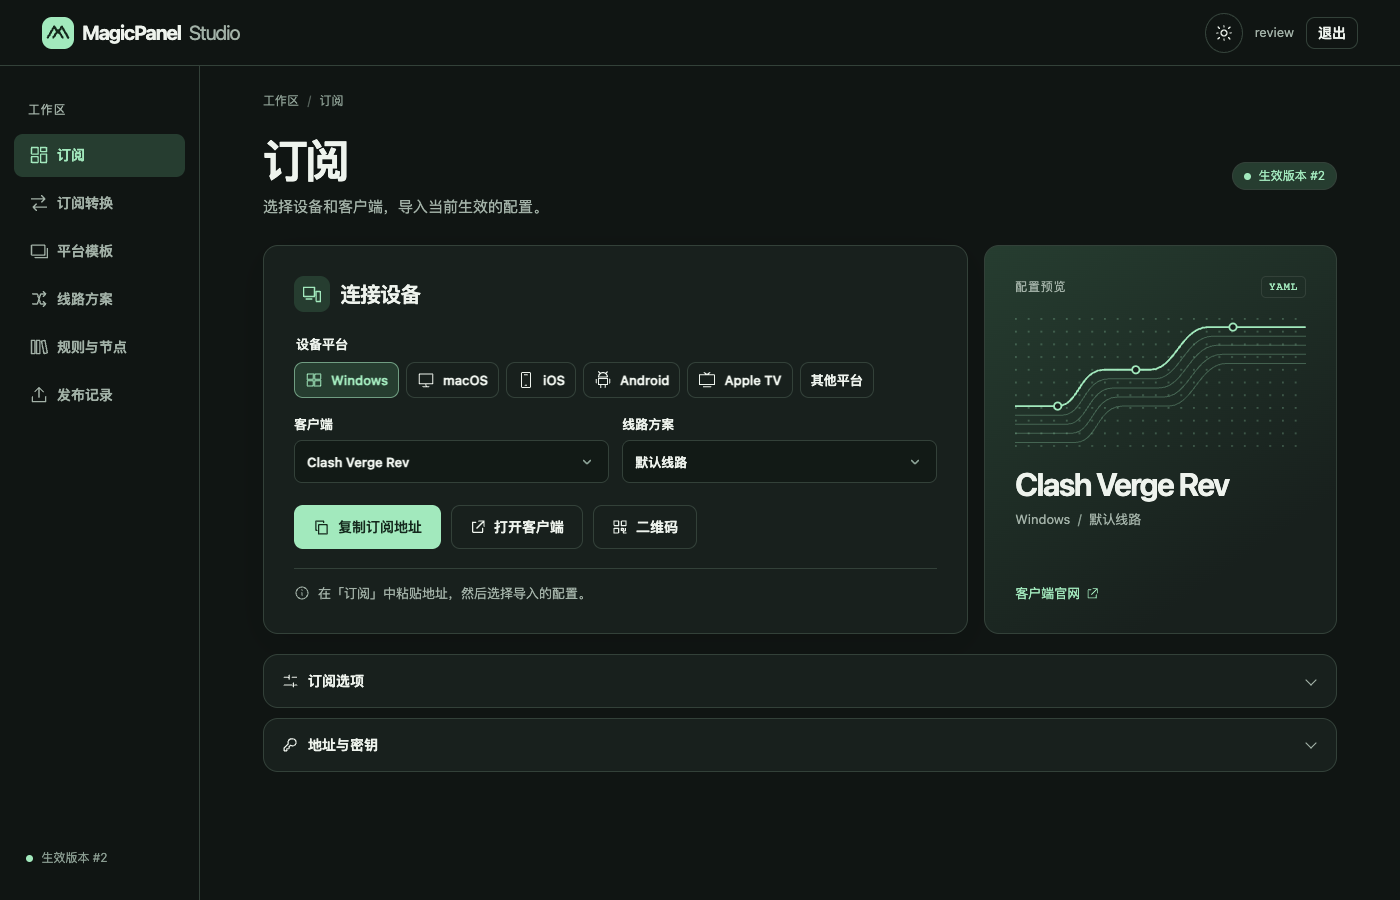 MagicPanel Studio
review
退出
工作区
订阅
订阅转换
平台模板
线路方案
规则与节点
发布记录
生效版本 #2
工作区 / 订阅
订阅
选择设备和客户端，导入当前生效的配置。
生效版本 #2
连接设备
设备平台
Windows
macOS
iOS
Android
Apple TV
其他平台
客户端
线路方案
Clash Verge Rev
默认线路
复制订阅地址
打开客户端
二维码
在「订阅」中粘贴地址，然后选择导入的配置。
配置预览
YAML
Clash Verge Rev
Windows / 默认线路
客户端官网
订阅选项
地址与密钥